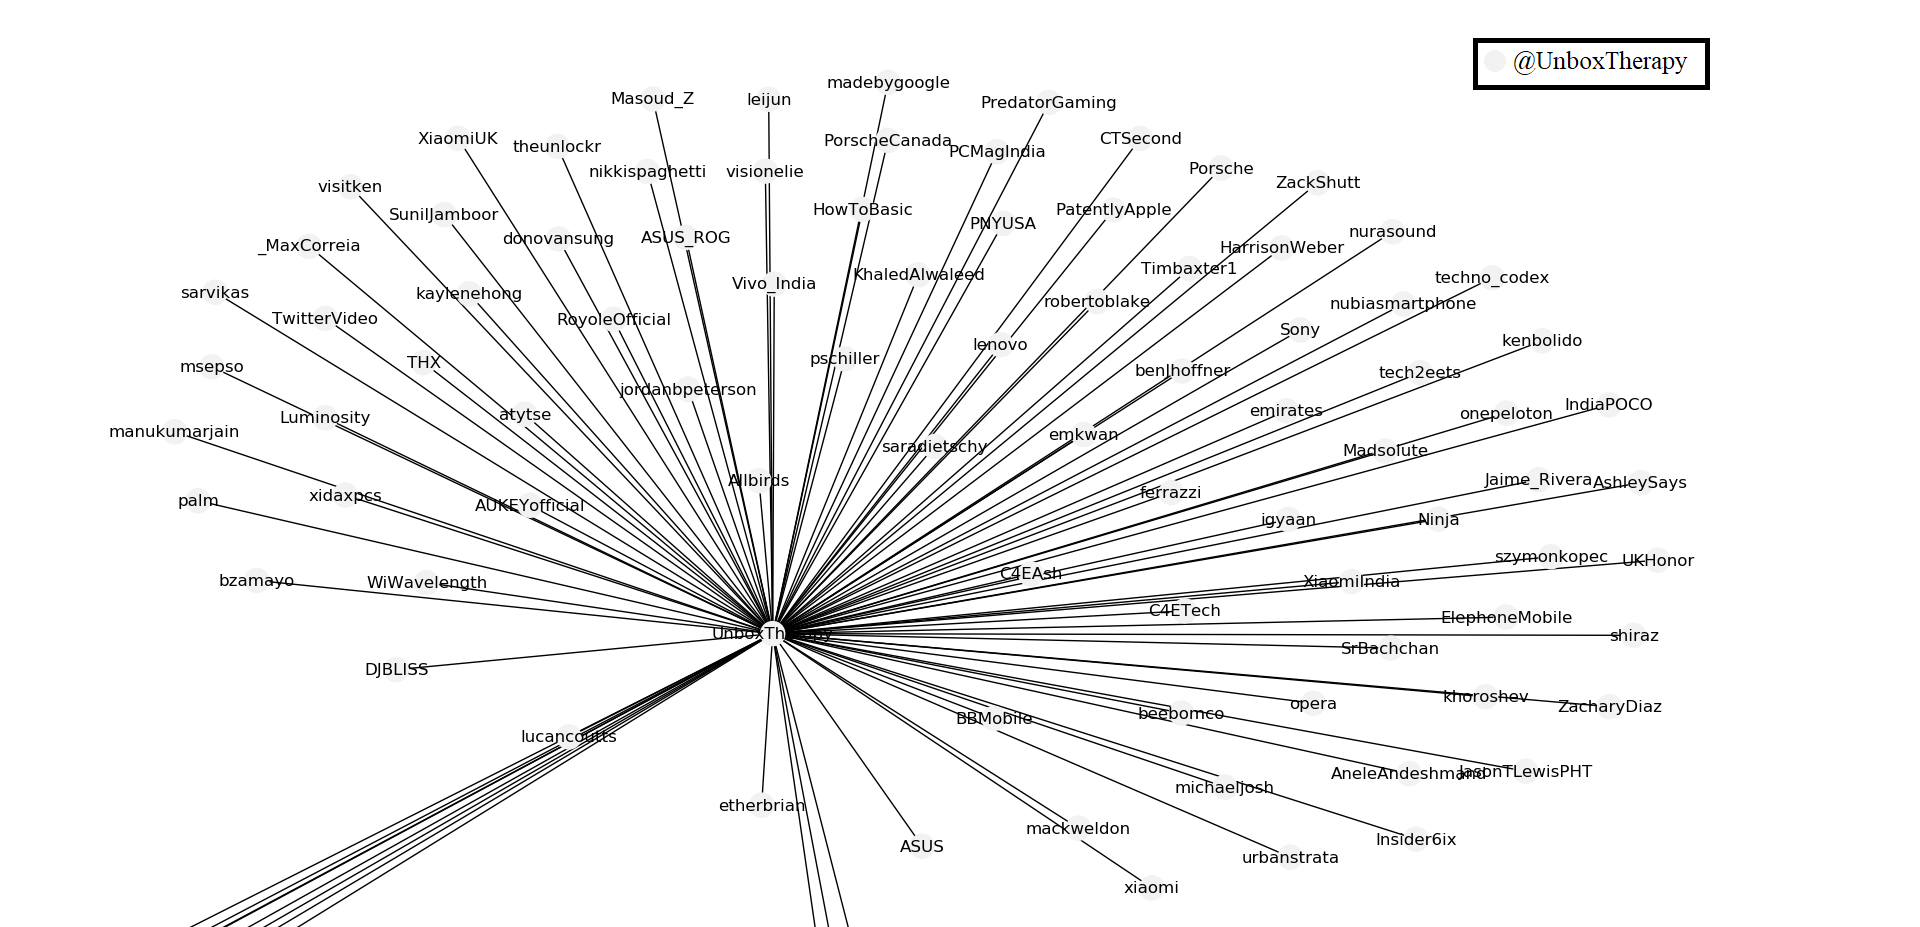 @UnboxTherapy
madebygoogle
Masoud_Z
leijun
PredatorGaming
XiaomiUK
theunlockr
PorscheCanada
PCMagIndia
CTSecond
nikkispaghetti
visionelie
Porsche
ZackShutt
visitken
SunilJamboor
HowToBasic
PNYUSA
PatentlyApple
_MaxCorreia
donovansung
ASUS_ROG
nurasound
HarrisonWeber
sarvikas
kaylenehong
Vivo_India
KhaledAlwaleed
Timbaxter1
techno_codex
TwitterVideo
RoyoleOfficial
robertoblake
nubiasmartphone
Sony
msepso
THX
pschiller
lenovo
kenbolido
jordanbpeterson
benlhoffner
tech2eets
manukumarjain
Luminosity
atytse
saradietschy
emkwan
emirates
onepeloton
IndiaPOCO
Madsolute
palm
xidaxpcs
AUKEYofficial
Allbirds
ferrazzi
Jaime_Rivera
AshleySays
igyaan
Ninja
bzamayo
WiWavelength
C4EAsh
XiaomiIndia
szymonkopec
UKHonor
C4ETech
ElephoneMobile
UnboxTherapy
shiraz
SrBachchan
DJBLISS
khoroshev
opera
ZacharyDiaz
lucancoutts
BBMobile
beebomco
AneleAndeshmand
JasonTLewisPHT
michaeljosh
etherbrian
mackweldon
Insider6ix
ASUS
urbanstrata
xiaomi